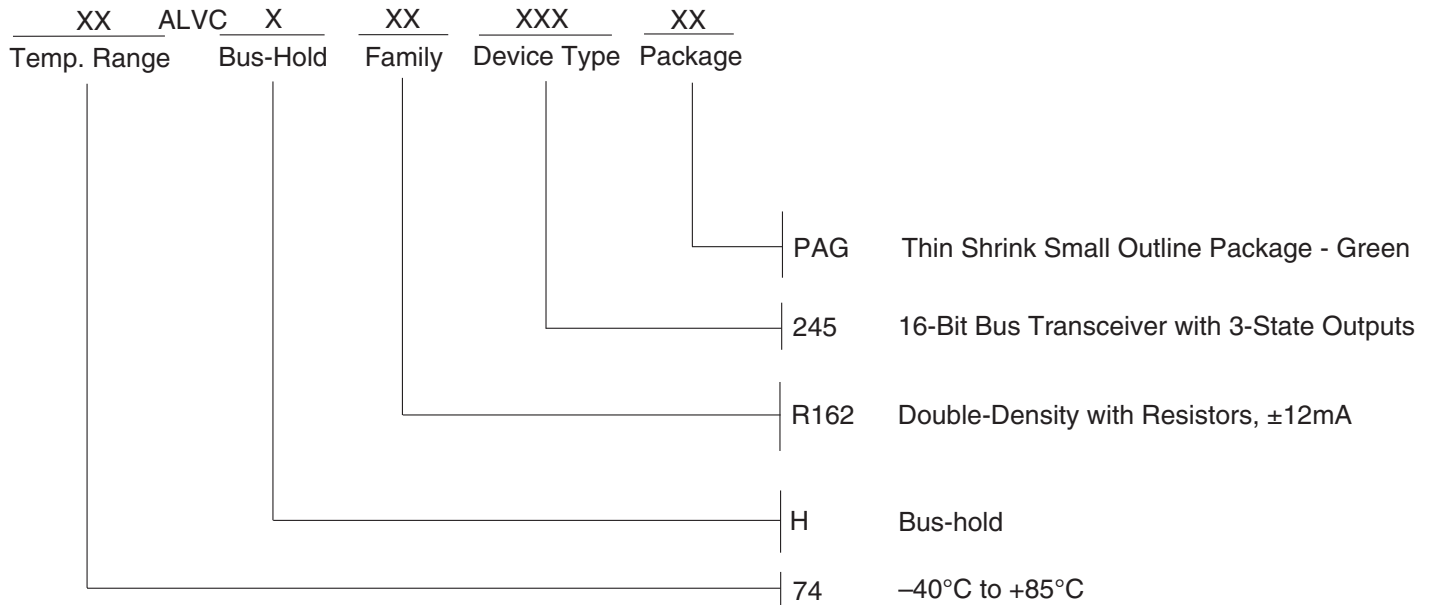 XX ALVC X XX XXX XX
Temp. Range Bus-Hold Family Device Type Package
PAG Thin Shrink Small Outline Package - Green
245 16-Bit Bus Transceiver with 3-State Outputs
R162 Double-Density with Resistors, ±12mA
H Bus-hold
74 –40°C to +85°C